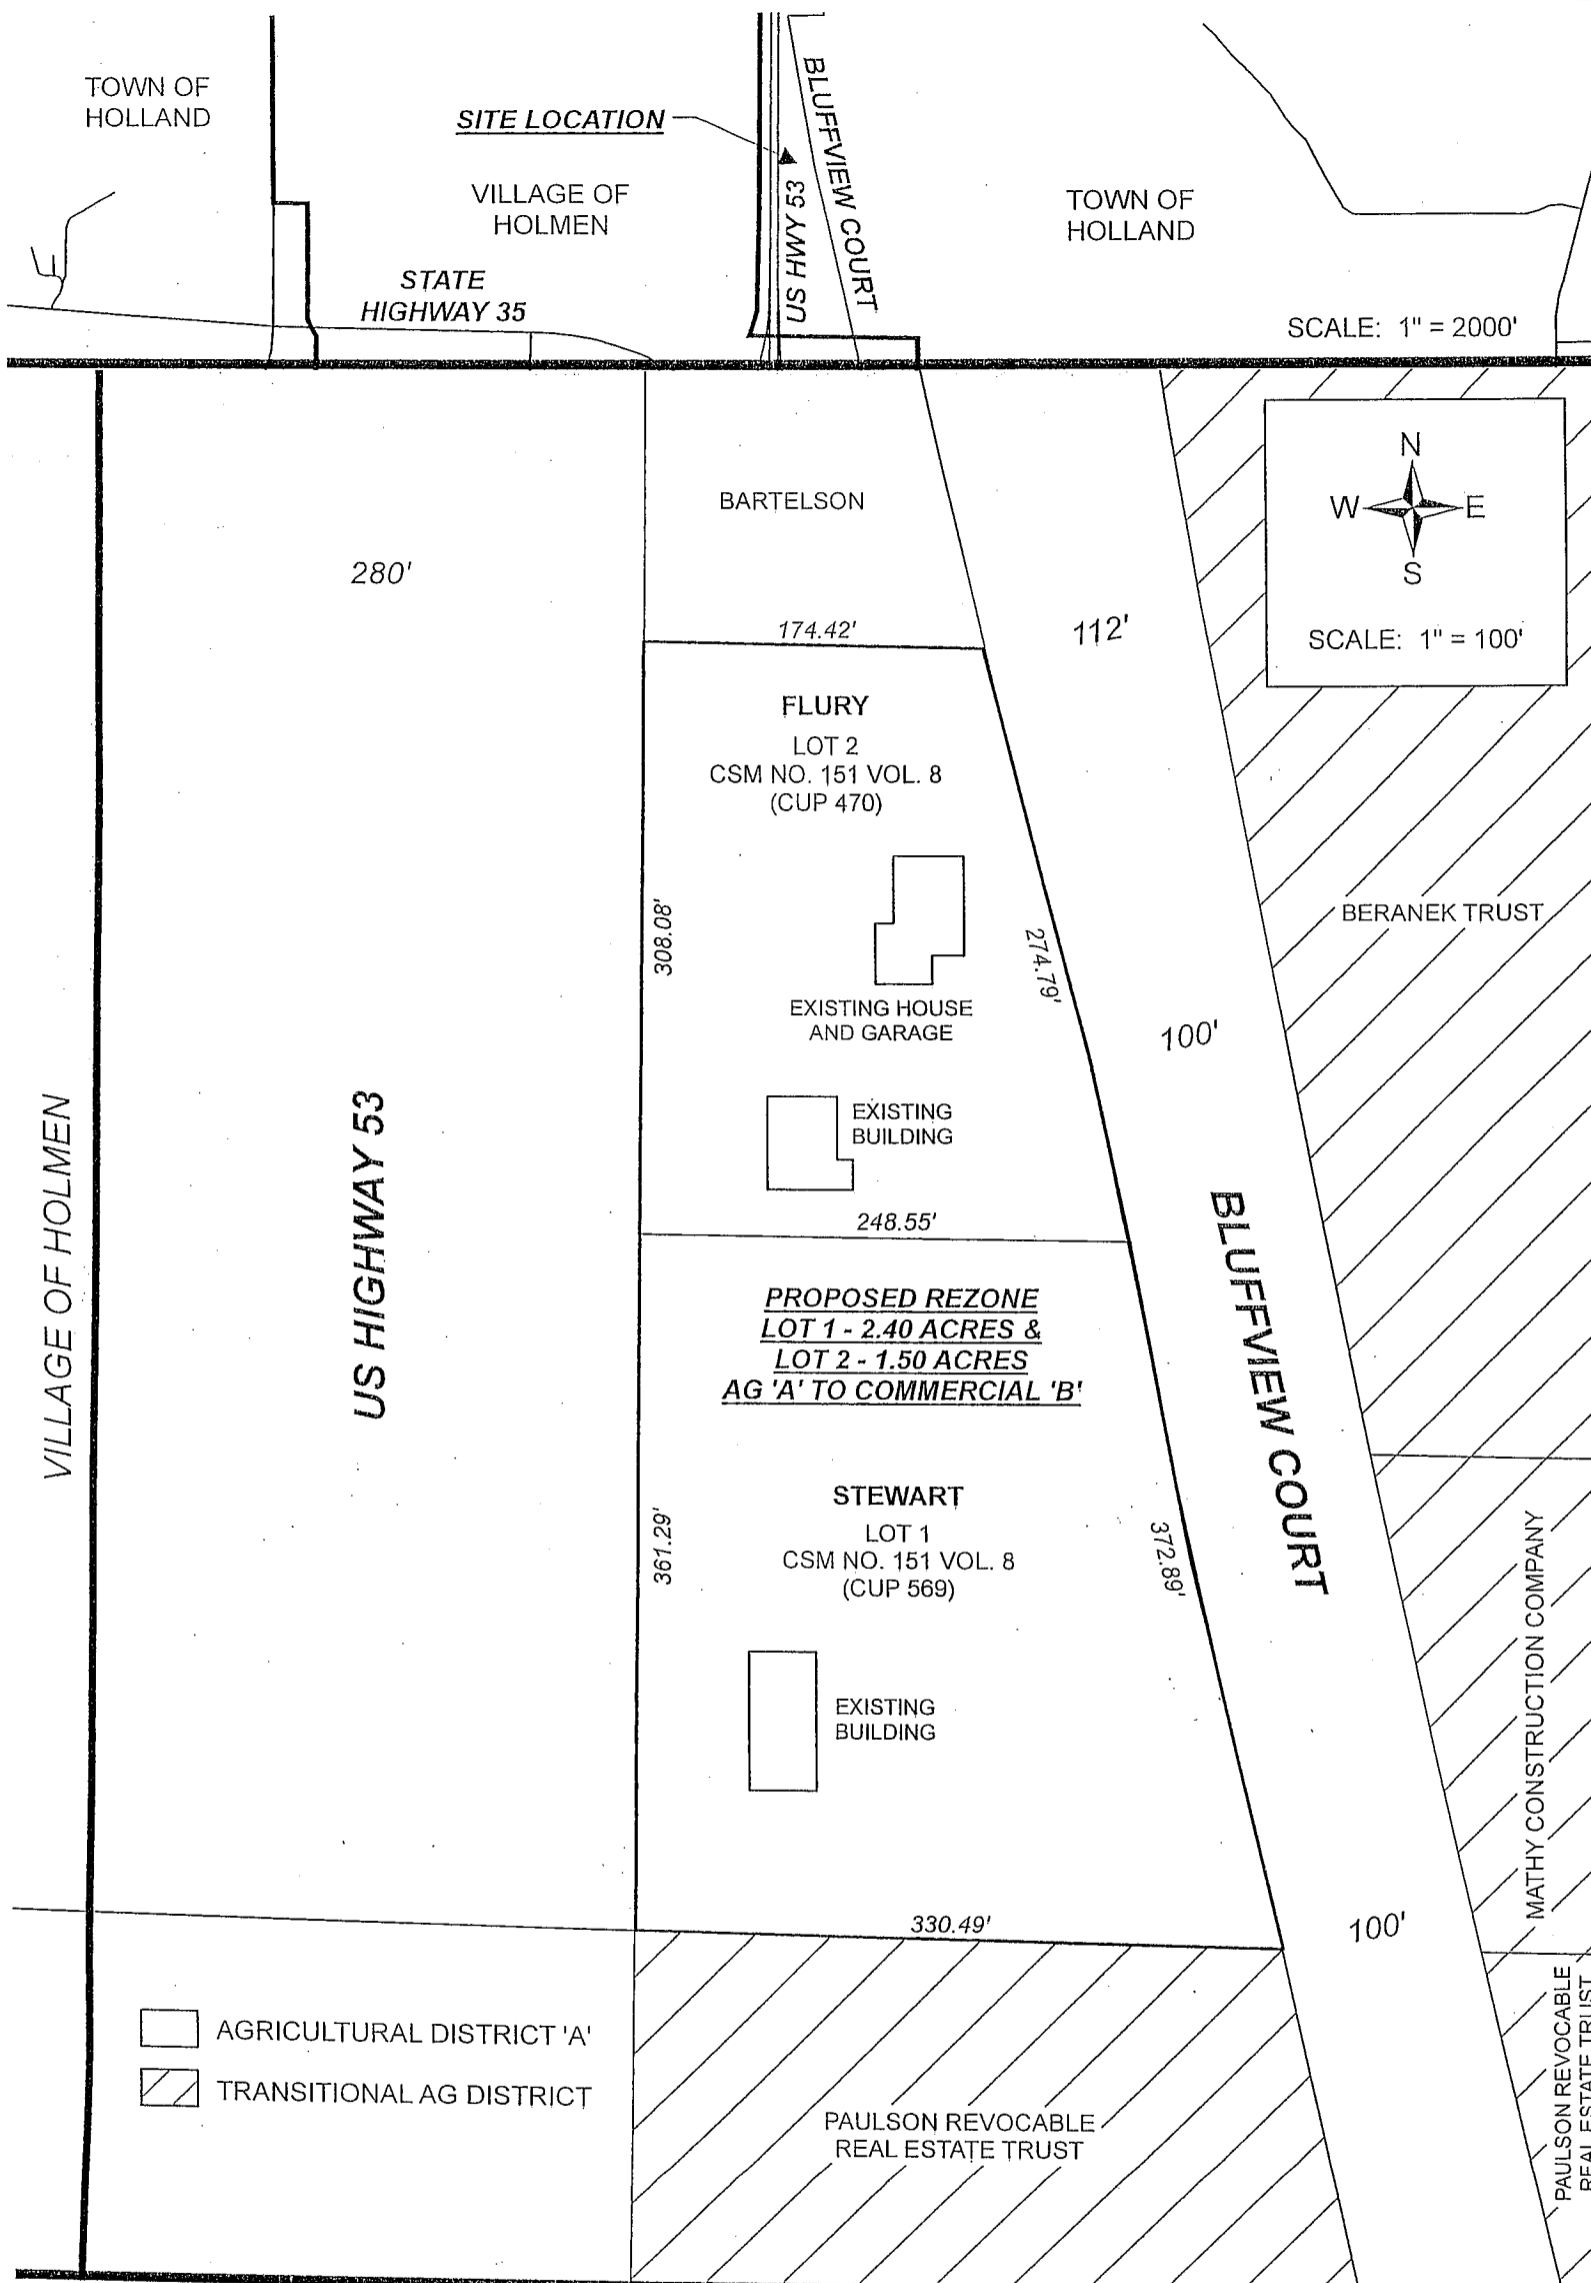 TOWN OF
HOLLAND
SITE LOCATION
VILLAGE OF
HOLMEN
STATE
HIGHWAY 35
BLUFFVIEW COURT
US HWY 53
TOWN OF
HOLLAND
SCALE: 1" = 2000'
BARTELSON
280'
174.42'
112'
N
W
E
S
SCALE: 1" = 100'
FLURY
LOT 2
CSM NO. 151 VOL. 8
(CUP 470)
308.08'
274.79'
EXISTING HOUSE
AND GARAGE
BERANEK TRUST
100'
EXISTING
BUILDING
248.55'
VILLAGE OF HOLMEN
US HIGHWAY 53
BLUFFVIEW COURT
PROPOSED REZONE
LOT 1 - 2.40 ACRES &
LOT 2 - 1.50 ACRES
AG 'A' TO COMMERCIAL 'B'
STEWART
LOT 1
CSM NO. 151 VOL. 8
(CUP 569)
361.29'
372.89'
EXISTING
BUILDING
MATHY CONSTRUCTION COMPANY
330.49'
100'
AGRICULTURAL DISTRICT 'A'
TRANSITIONAL AG DISTRICT
PAULSON REVOCABLE
REAL ESTATE TRUST
PAULSON REVOCABLE
REAL ESTATE TRUST